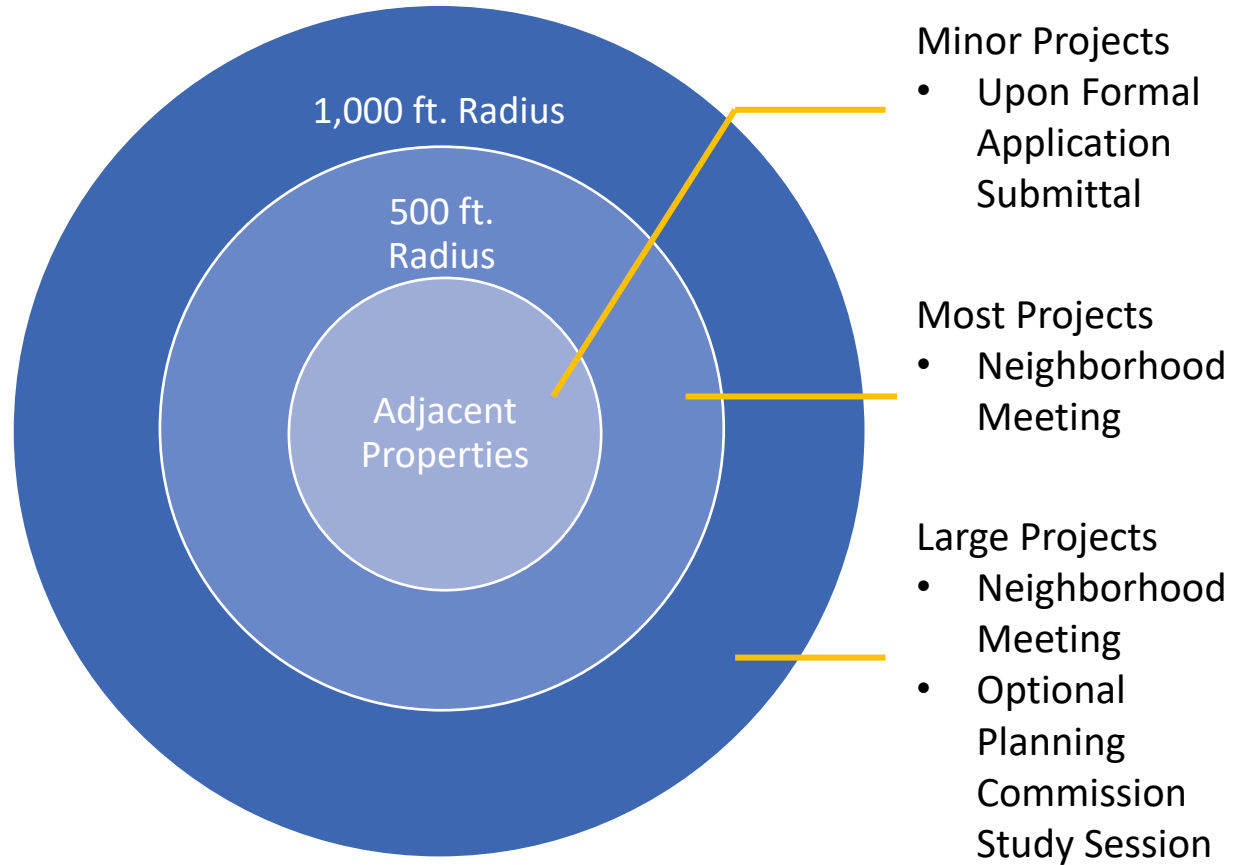 1,000 ft. Radius
500 ft.
Radius
Adjacent
Properties
Minor Projects
• Upon Formal
Application
Submittal
Most Projects
• Neighborhood
Meeting
Large Projects
• Neighborhood
Meeting
• Optional
Planning
Commission
Study Session